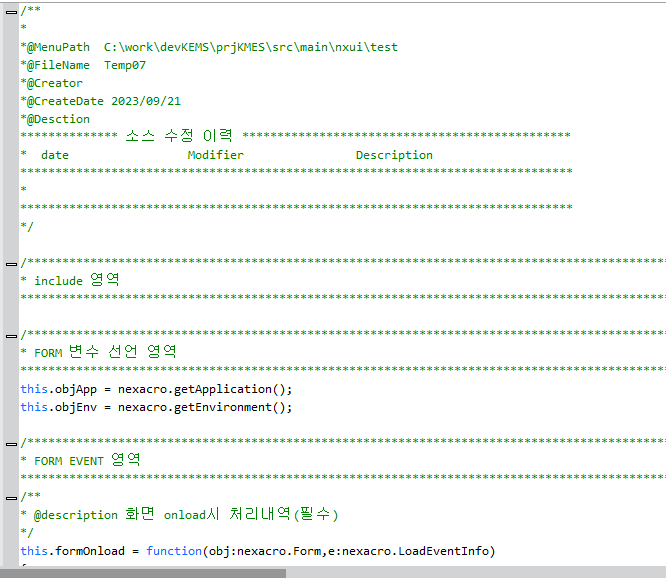 /**
*
*@MenuPath  C:\work\devKEMS\prjKMES\src\main\nxui\test
*@FileName  Temp07
*@Creator
*@CreateDate 2023/09/21
*@Desction
************** 소스 수정 이력 ***********************************************
*  date                 Modifier                Description
*******************************************************************************
*
*******************************************************************************
*/
/*******************************************************************************************
* include 영역
*******************************************************************************************
/*******************************************************************************************
* FORM 변수 선언 영역
*******************************************************************************************
this.objApp = nexacro.getApplication();
this.objEnv = nexacro.getEnvironment();
/*******************************************************************************************
* FORM EVENT 영역
*******************************************************************************************
/**
* @description 화면 onload시 처리내역(필수)
*/
this.formOnload = function(obj:nexacro.Form,e:nexacro.LoadEventInfo)